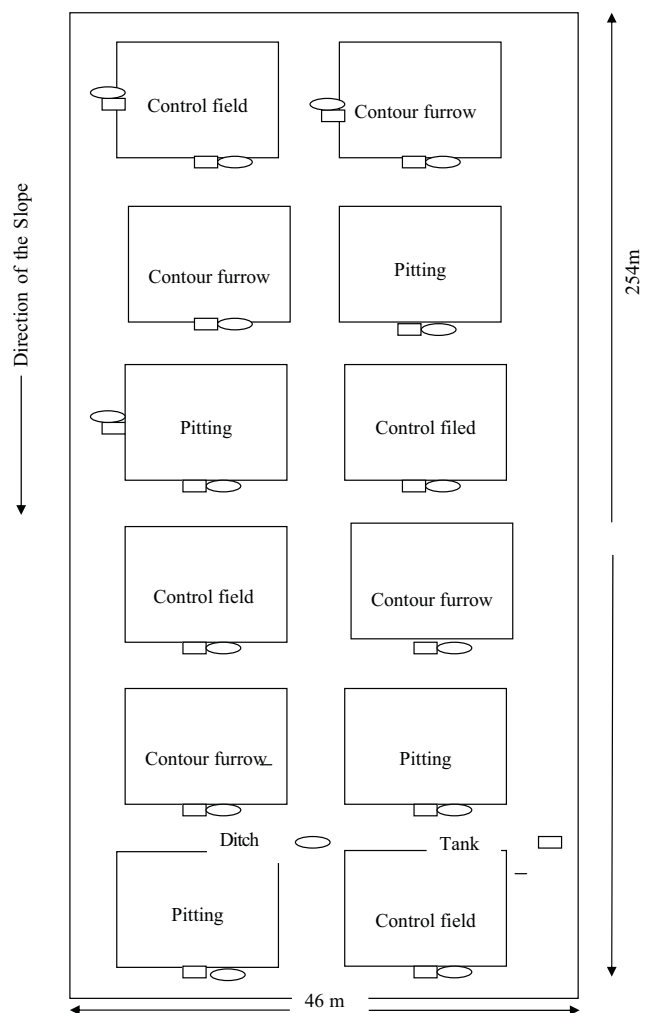 Control field
Contour furrow
Direction of the Slope
254m
Contour furrow
Pitting
Pitting
Control filed
Control field
Contour furrow
Contour furrow
Pitting
Ditch
Tank
Pitting
Control field
46 m